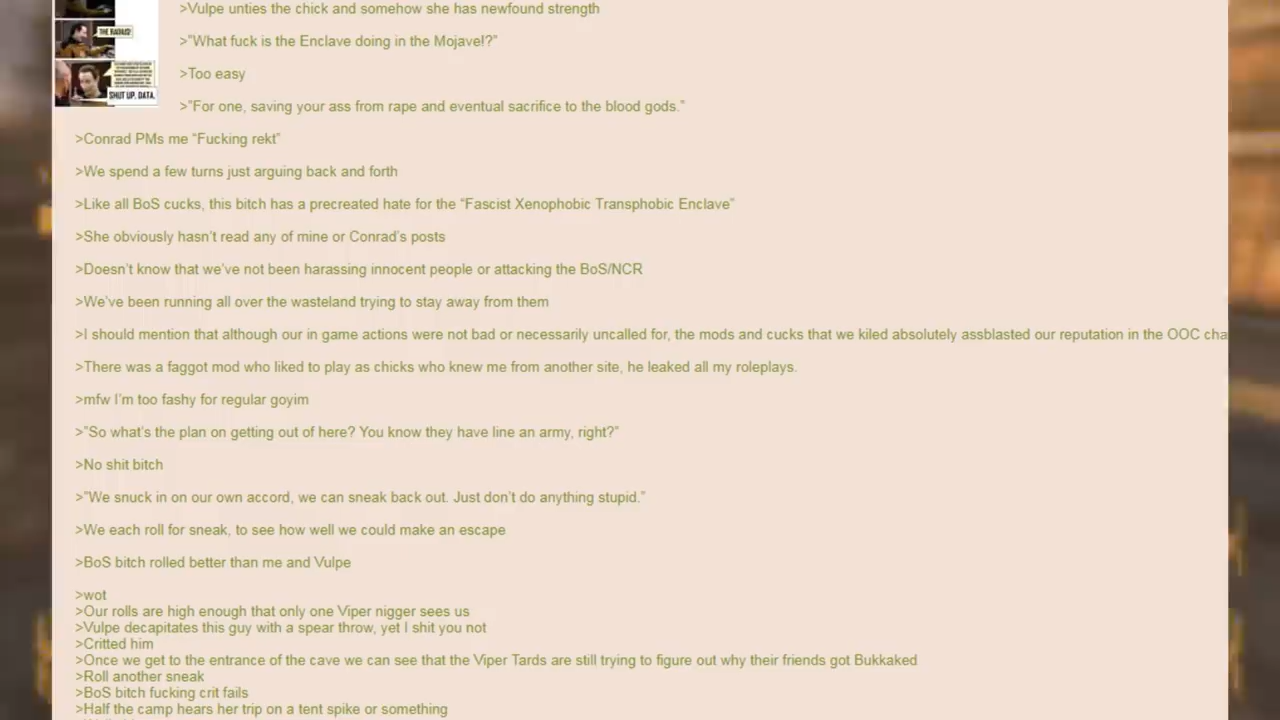 >Vulpe unties the chick and somehow she has newfound strength
THE RADIUS!
>"What fuck is the Enclave doing in the Mojave!?"
>Too easy
SHUT UP, DATA.
>"For one, saving your ass from rape and eventual sacrifice to the blood gods."
>Conrad PMs me “Fucking rekt”
>We spend a few turns just arguing back and forth
>Like all BoS cucks, this bitch has a precreated hate for the “Fascist Xenophobic Transphobic Enclave”
>She obviously hasn’t read any of mine or Conrad’s posts
>Doesn’t know that we’ve not been harassing innocent people or attacking the BoS/NCR
>We’ve been running all over the wasteland trying to stay away from them
>I should mention that although our in game actions were not bad or necessarily uncalled for, the mods and cucks that we kiled absolutely assblasted our reputation in the OOC cha
>There was a faggot mod who liked to play as chicks who knew me from another site, he leaked all my roleplays.
>mfw I’m too fashy for regular goyim
>”So what’s the plan on getting out of here? You know they have line an army, right?”
>No shit bitch
>”We snuck in on our own accord, we can sneak back out. Just don’t do anything stupid.”
>We each roll for sneak, to see how well we could make an escape
>BoS bitch rolled better than me and Vulpe
>wot
>Our rolls are high enough that only one Viper nigger sees us
>Vulpe decapitates this guy with a spear throw, yet I shit you not
>Critted him
>Once we get to the entrance of the cave we can see that the Viper Tards are still trying to figure out why their friends got Bukkaked
>Roll another sneak
>BoS bitch fucking crit fails
>Half the camp hears her trip on a tent spike or something